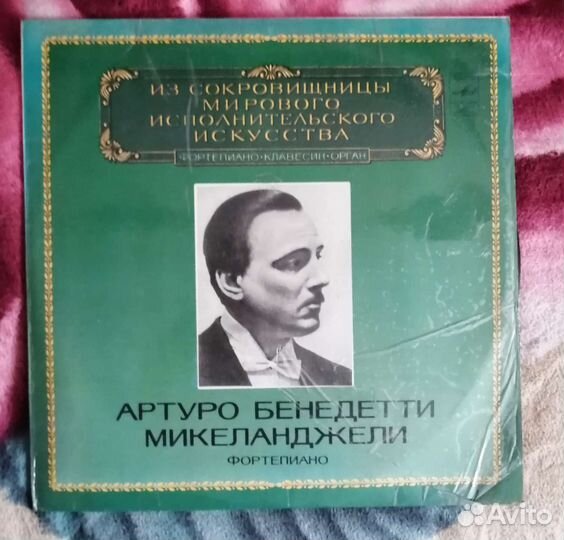 ИЗ СОКРОВИЩНИЦЫ
МИРОВОГО
ИСПОЛНИТЕЛЬСКОГО
ИСКУССТВА
ФОРТЕПИАНО•КЛАВЕСИН•ОРГАН
АРТУРО БЕНЕДЕТТИ
МИКЕЛАНДЖЕЛИ
ФОРТЕПИАНО
Avito